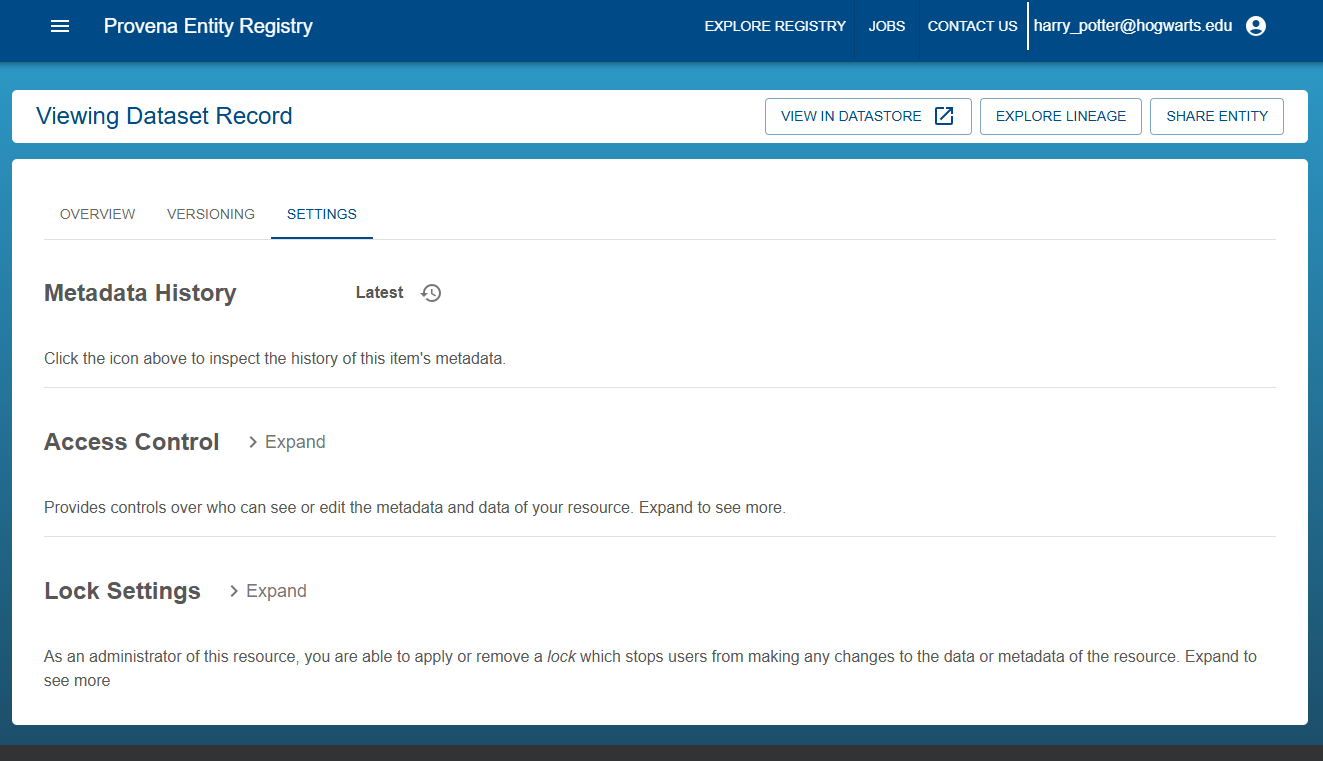 Provena Entity Registry EXPLORE REGISTRY JOBS CONTACT US harry_potter@hogwarts.edu
Viewing Dataset Record VIEW IN DATASTORE EXPLORE LINEAGE SHARE ENTITY
OVERVIEW VERSIONING SETTINGS
Metadata History Latest
Click the icon above to inspect the history of this item's metadata.
Access Control Expand
Provides controls over who can see or edit the metadata and data of your resource. Expand to see more.
Lock Settings Expand
As an administrator of this resource, you are able to apply or remove a lock which stops users from making any changes to the data or metadata of the resource. Expand to
see more